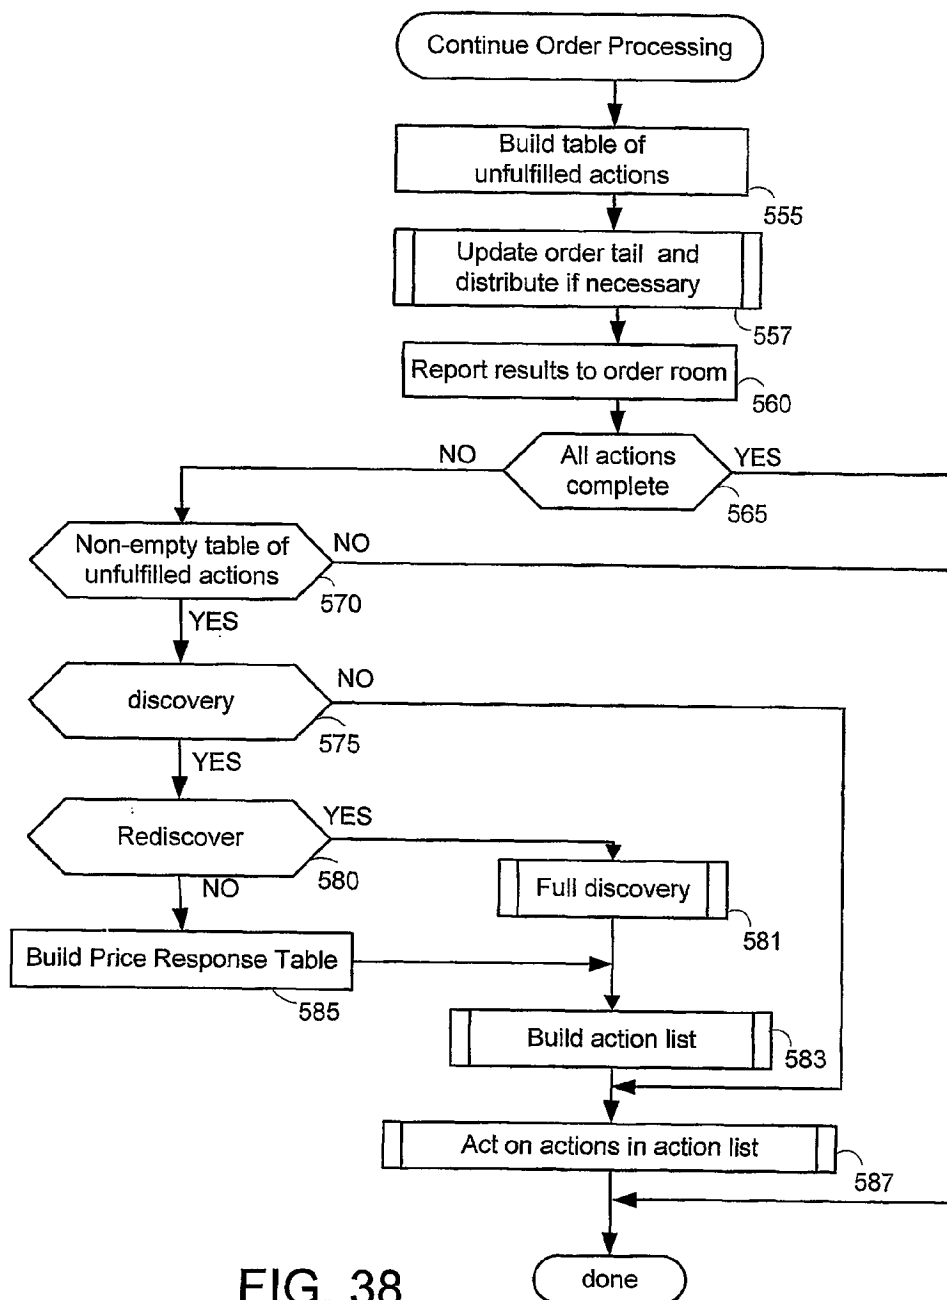 Continue Order Processing
Build table of
unfulfilled actions
555
Update order tail and
distribute if necessary
557
Report results to order room
560
NO
All actions
complete
YES
565
Non-empty table of
unfulfilled actions
NO
570
YES
discovery
NO
575
YES
Rediscover
YES
580
NO
Full discovery
581
Build Price Response Table
585
Build action list
583
Act on actions in action list
587
done
FIG. 38